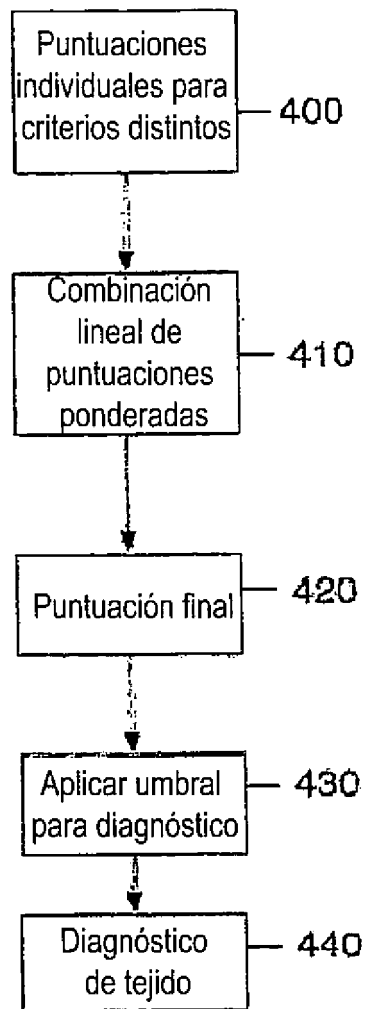 Puntuaciones
individuales para
criterios distintos
400
Combinación
lineal de
puntuaciones
ponderadas
410
Puntuación final
420
Aplicar umbral
para diagnóstico
430
Diagnóstico
de tejido
440